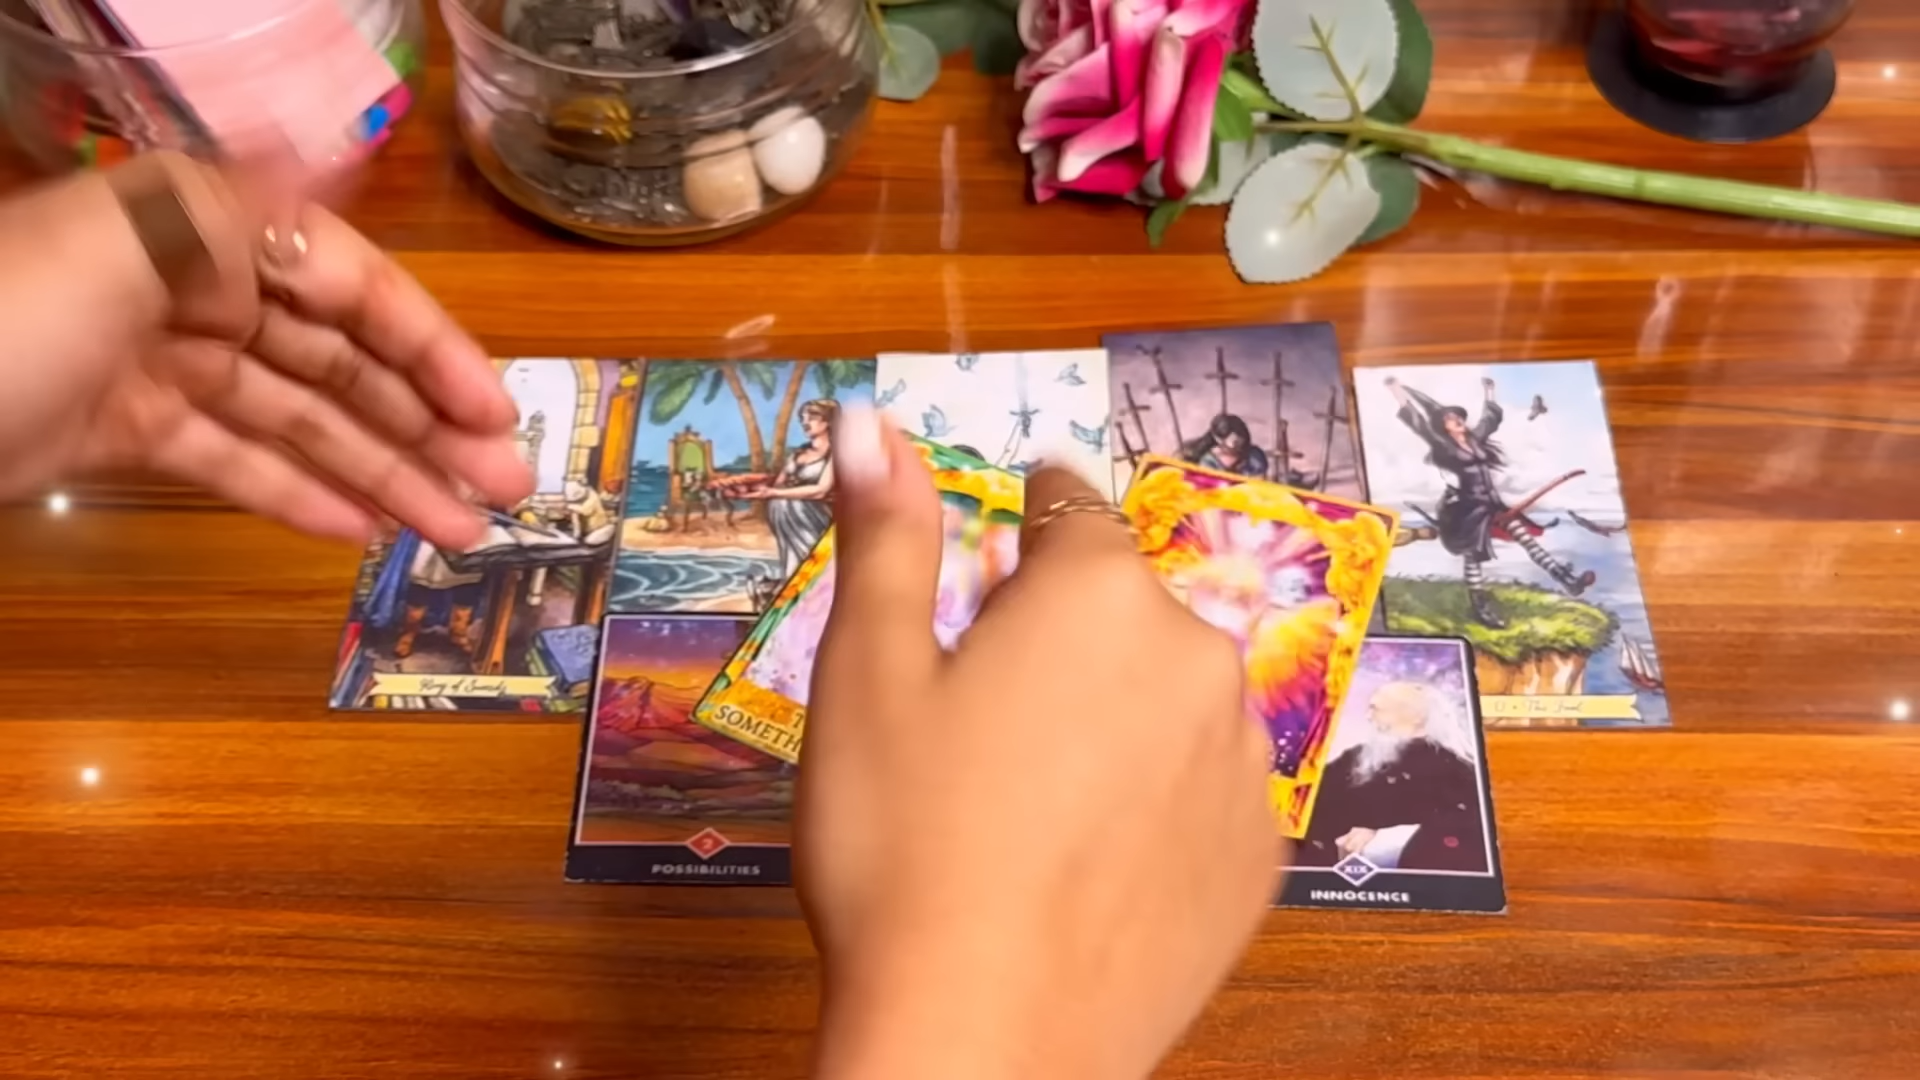 King of Swords
0 • The Fool
SOMETH
2
POSSIBILITIES
XIX
INNOCENCE